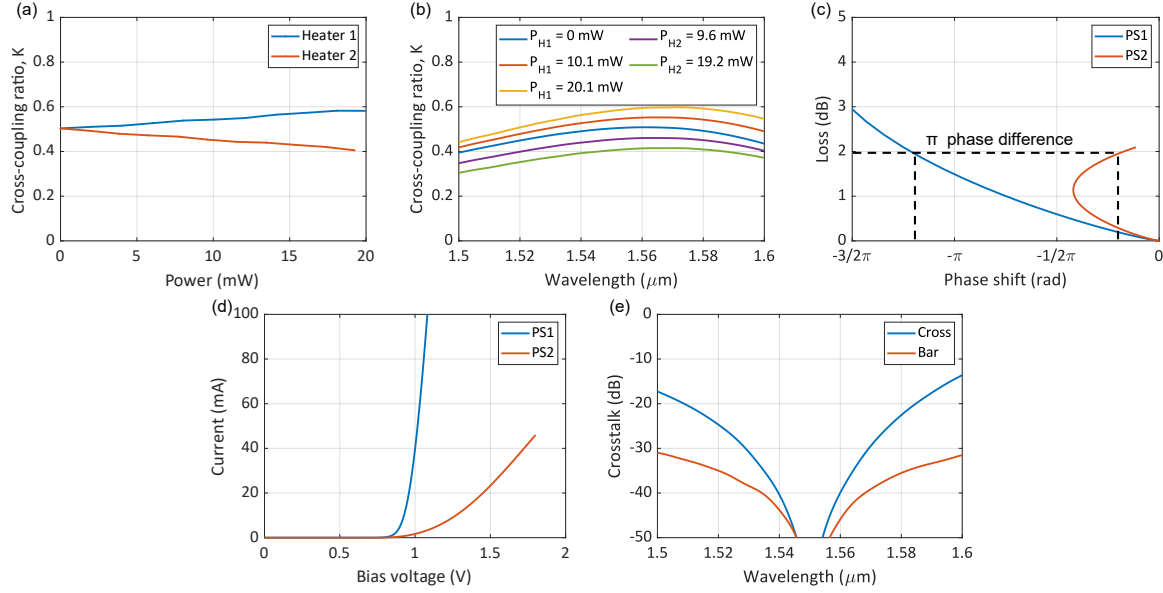 (a)
Cross-coupling ratio, K
1
0.8
0.6
0.4
0.2
0
0
5
10
15
20
Power (mW)
Heater 1
Heater 2
(b)
Cross-coupling ratio, K
1
0.8
0.6
0.4
0.2
0
1.5
1.52
1.54
1.56
1.58
1.6
Wavelength (μm)
P_H1 = 0 mW
P_H1 = 10.1 mW
P_H1 = 20.1 mW
P_H2 = 9.6 mW
P_H2 = 19.2 mW
(c)
Loss (dB)
5
4
3
2
1
0
-3/2π
-π
-1/2π
0
Phase shift (rad)
PS1
PS2
π phase difference
(d)
Current (mA)
100
80
60
40
20
0
0
0.5
1
1.5
2
Bias voltage (V)
PS1
PS2
(e)
Crosstalk (dB)
0
-10
-20
-30
-40
-50
1.5
1.52
1.54
1.56
1.58
1.6
Wavelength (μm)
Cross
Bar